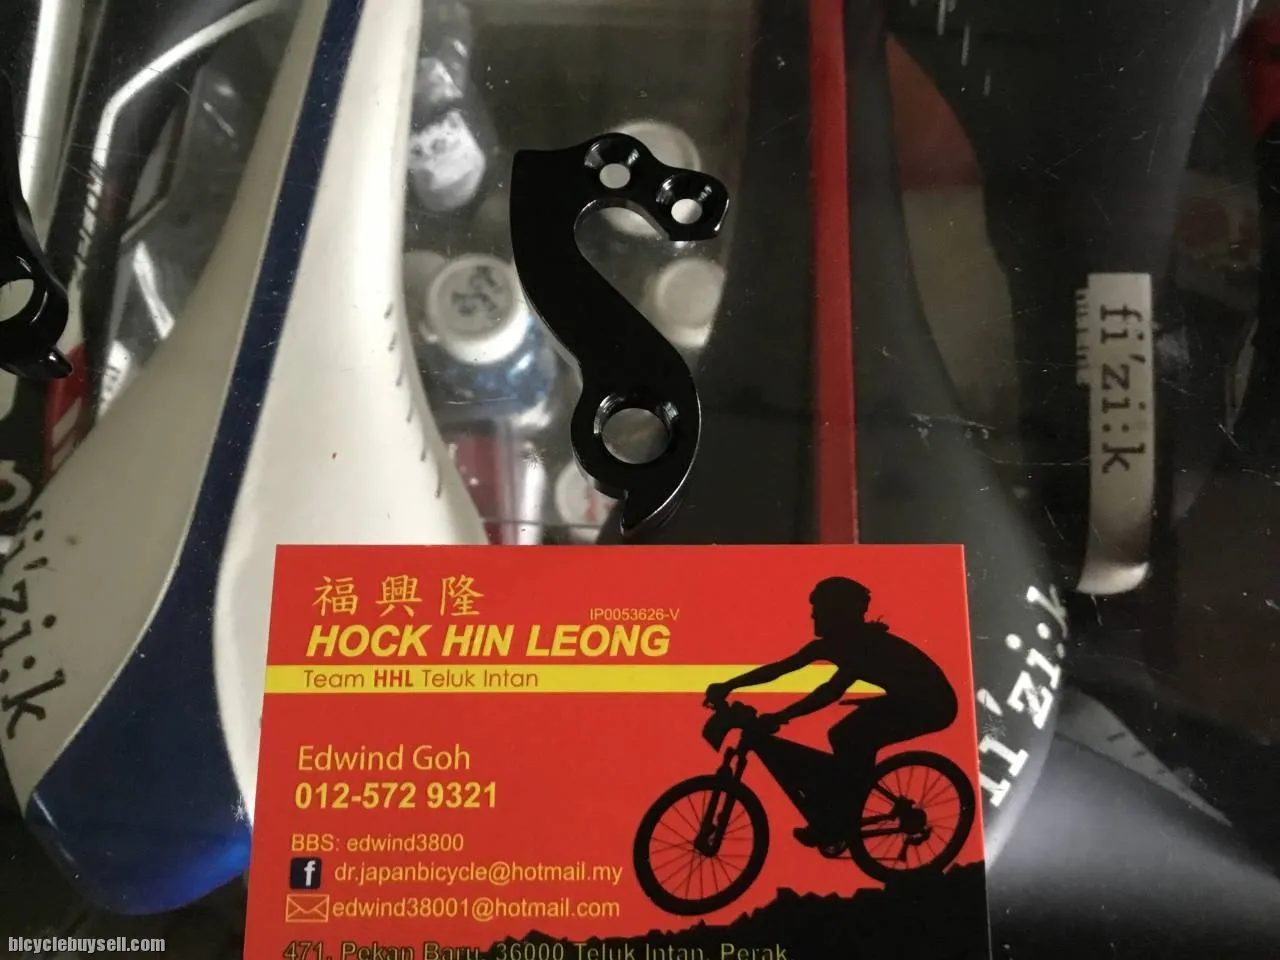 fi'zi:k
fi'zi:k
fi'zi:k
福興隆
IP0053626-V
HOCK HIN LEONG
Team HHL Teluk Intan
Edwind Goh
012-572 9321
BBS: edwind3800
f dr.japanbicycle@hotmail.my
edwind38001@hotmail.com
471, Pekan Baru, 36000 Teluk Intan, Perak
bicyclebuysell.com